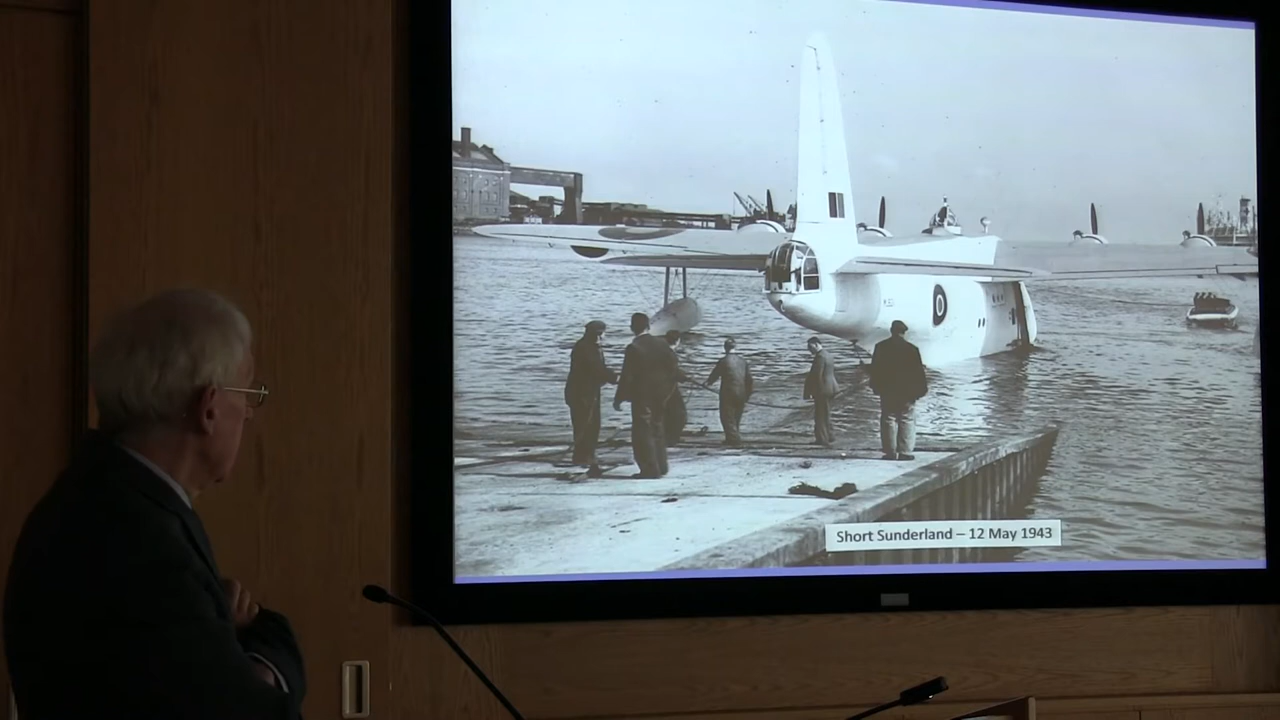 Short Sunderland – 12 May 1943